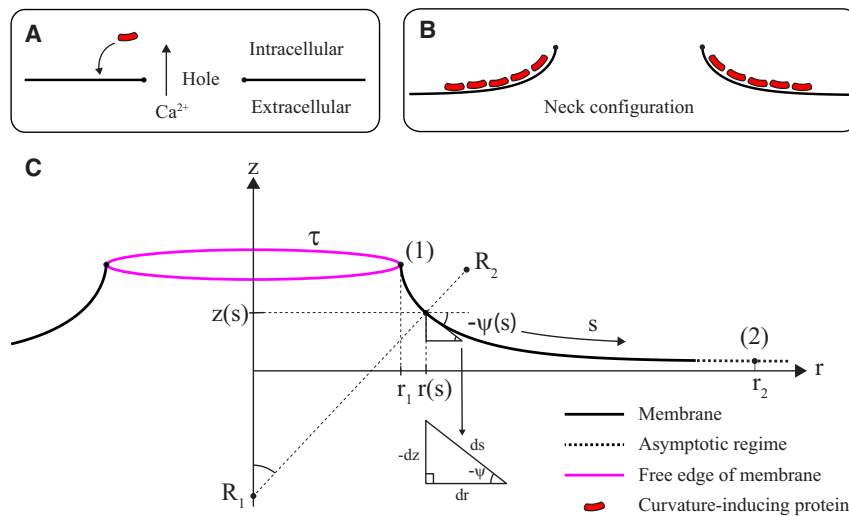 A
Intracellular
Hole
Ca²⁺
Extracellular
B
Neck configuration
C
z
τ
(1)
R₂
z(s)
-ψ(s)
s
(2)
r₁ r(s)
r₂
r
ds
-dz
-ψ
dr
R₁
Membrane
Asymptotic regime
Free edge of membrane
Curvature-inducing protein